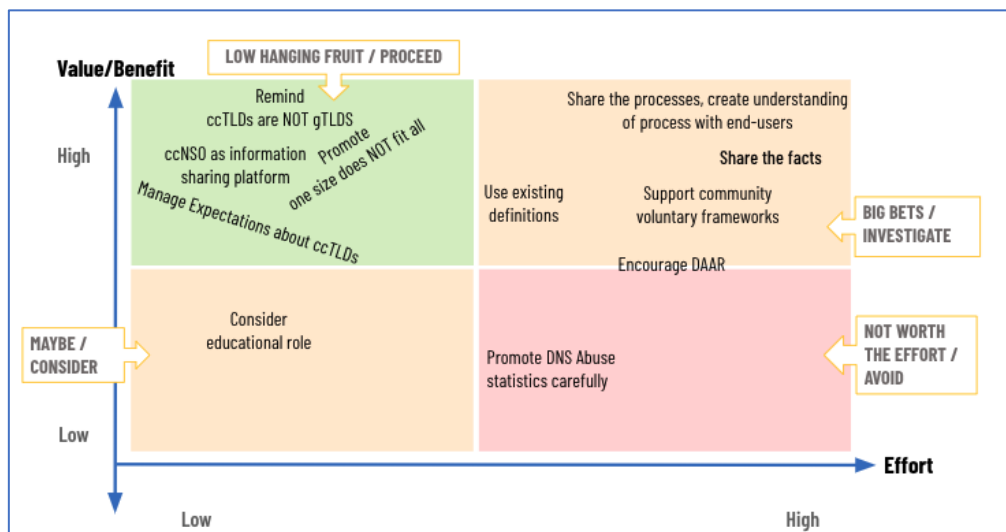 LOW HANGING FRUIT / PROCEED
Value/Benefit
High
Remind
ccTLDs are NOT gTLDS
Promote
one size does NOT fit all
ccNSO as information
sharing platform
Manage Expectations about ccTLDs
Share the processes, create understanding
of process with end-users
Share the facts
Use existing
definitions
Support community
voluntary frameworks
Encourage DAAR
BIG BETS /
INVESTIGATE
MAYBE /
CONSIDER
Consider
educational role
Promote DNS Abuse
statistics carefully
NOT WORTH
THE EFFORT /
AVOID
Low
Effort
Low
High